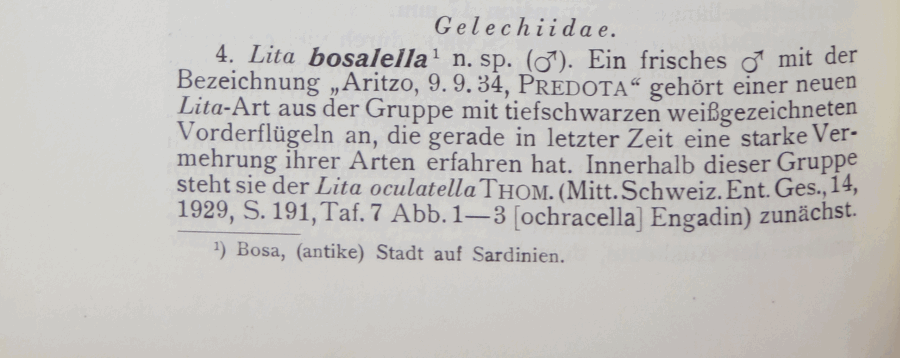 Gelechiidae.
4. Lita bosalella¹ n. sp. (♂). Ein frisches ♂ mit der
Bezeichnung „Aritzo, 9. 9. 34, PREDOTA“ gehört einer neuen
Lita-Art aus der Gruppe mit tiefschwarzen weißgezeichneten
Vorderflügeln an, die gerade in letzter Zeit eine starke Ver-
mehrung ihrer Arten erfahren hat. Innerhalb dieser Gruppe
steht sie der Lita oculatella THOM. (Mitt. Schweiz. Ent. Ges., 14,
1929, S. 191, Taf. 7 Abb. 1—3 [ochracella] Engadin) zunächst.
¹) Bosa, (antike) Stadt auf Sardinien.